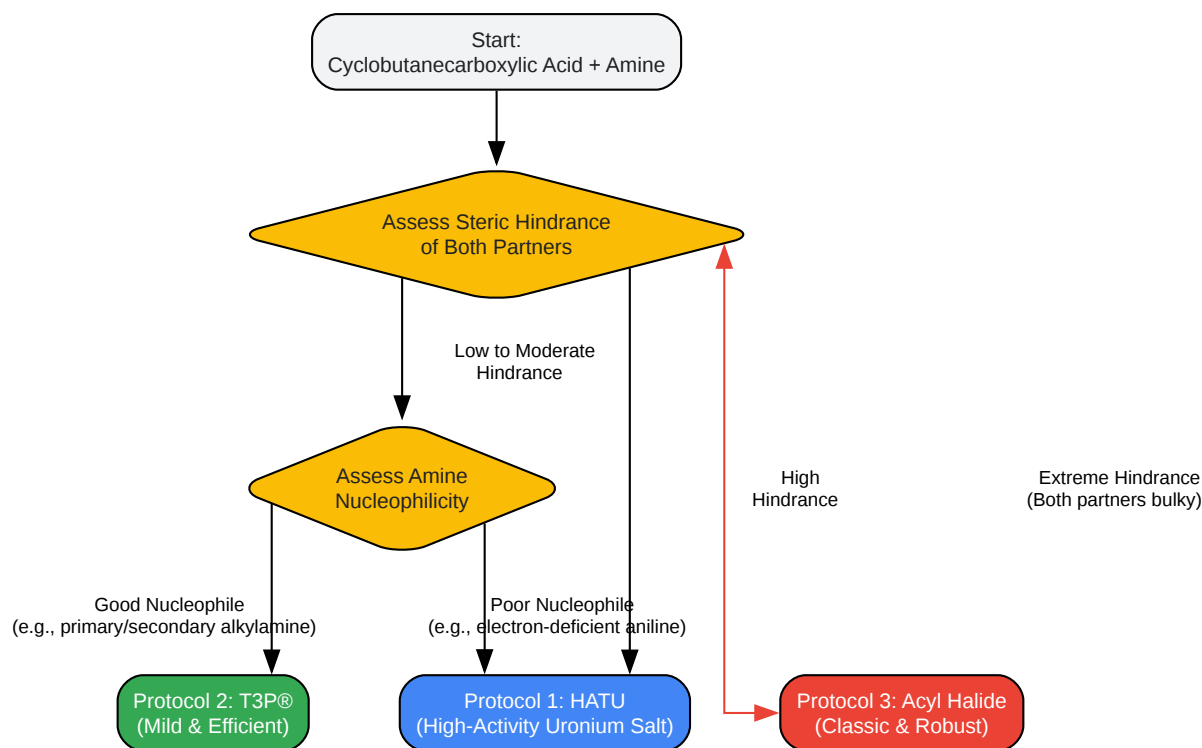 Start:
Cyclobutanecarboxylic Acid + Amine
Assess Steric Hindrance
of Both Partners
Low to Moderate
Hindrance
Assess Amine
Nucleophilicity
High
Hindrance
Extreme Hindrance
(Both partners bulky)
Good Nucleophile
(e.g., primary/secondary alkylamine)
Poor Nucleophile
(e.g., electron-deficient aniline)
Protocol 2: T3P®
(Mild & Efficient)
Protocol 1: HATU
(High-Activity Uronium Salt)
Protocol 3: Acyl Halide
(Classic & Robust)